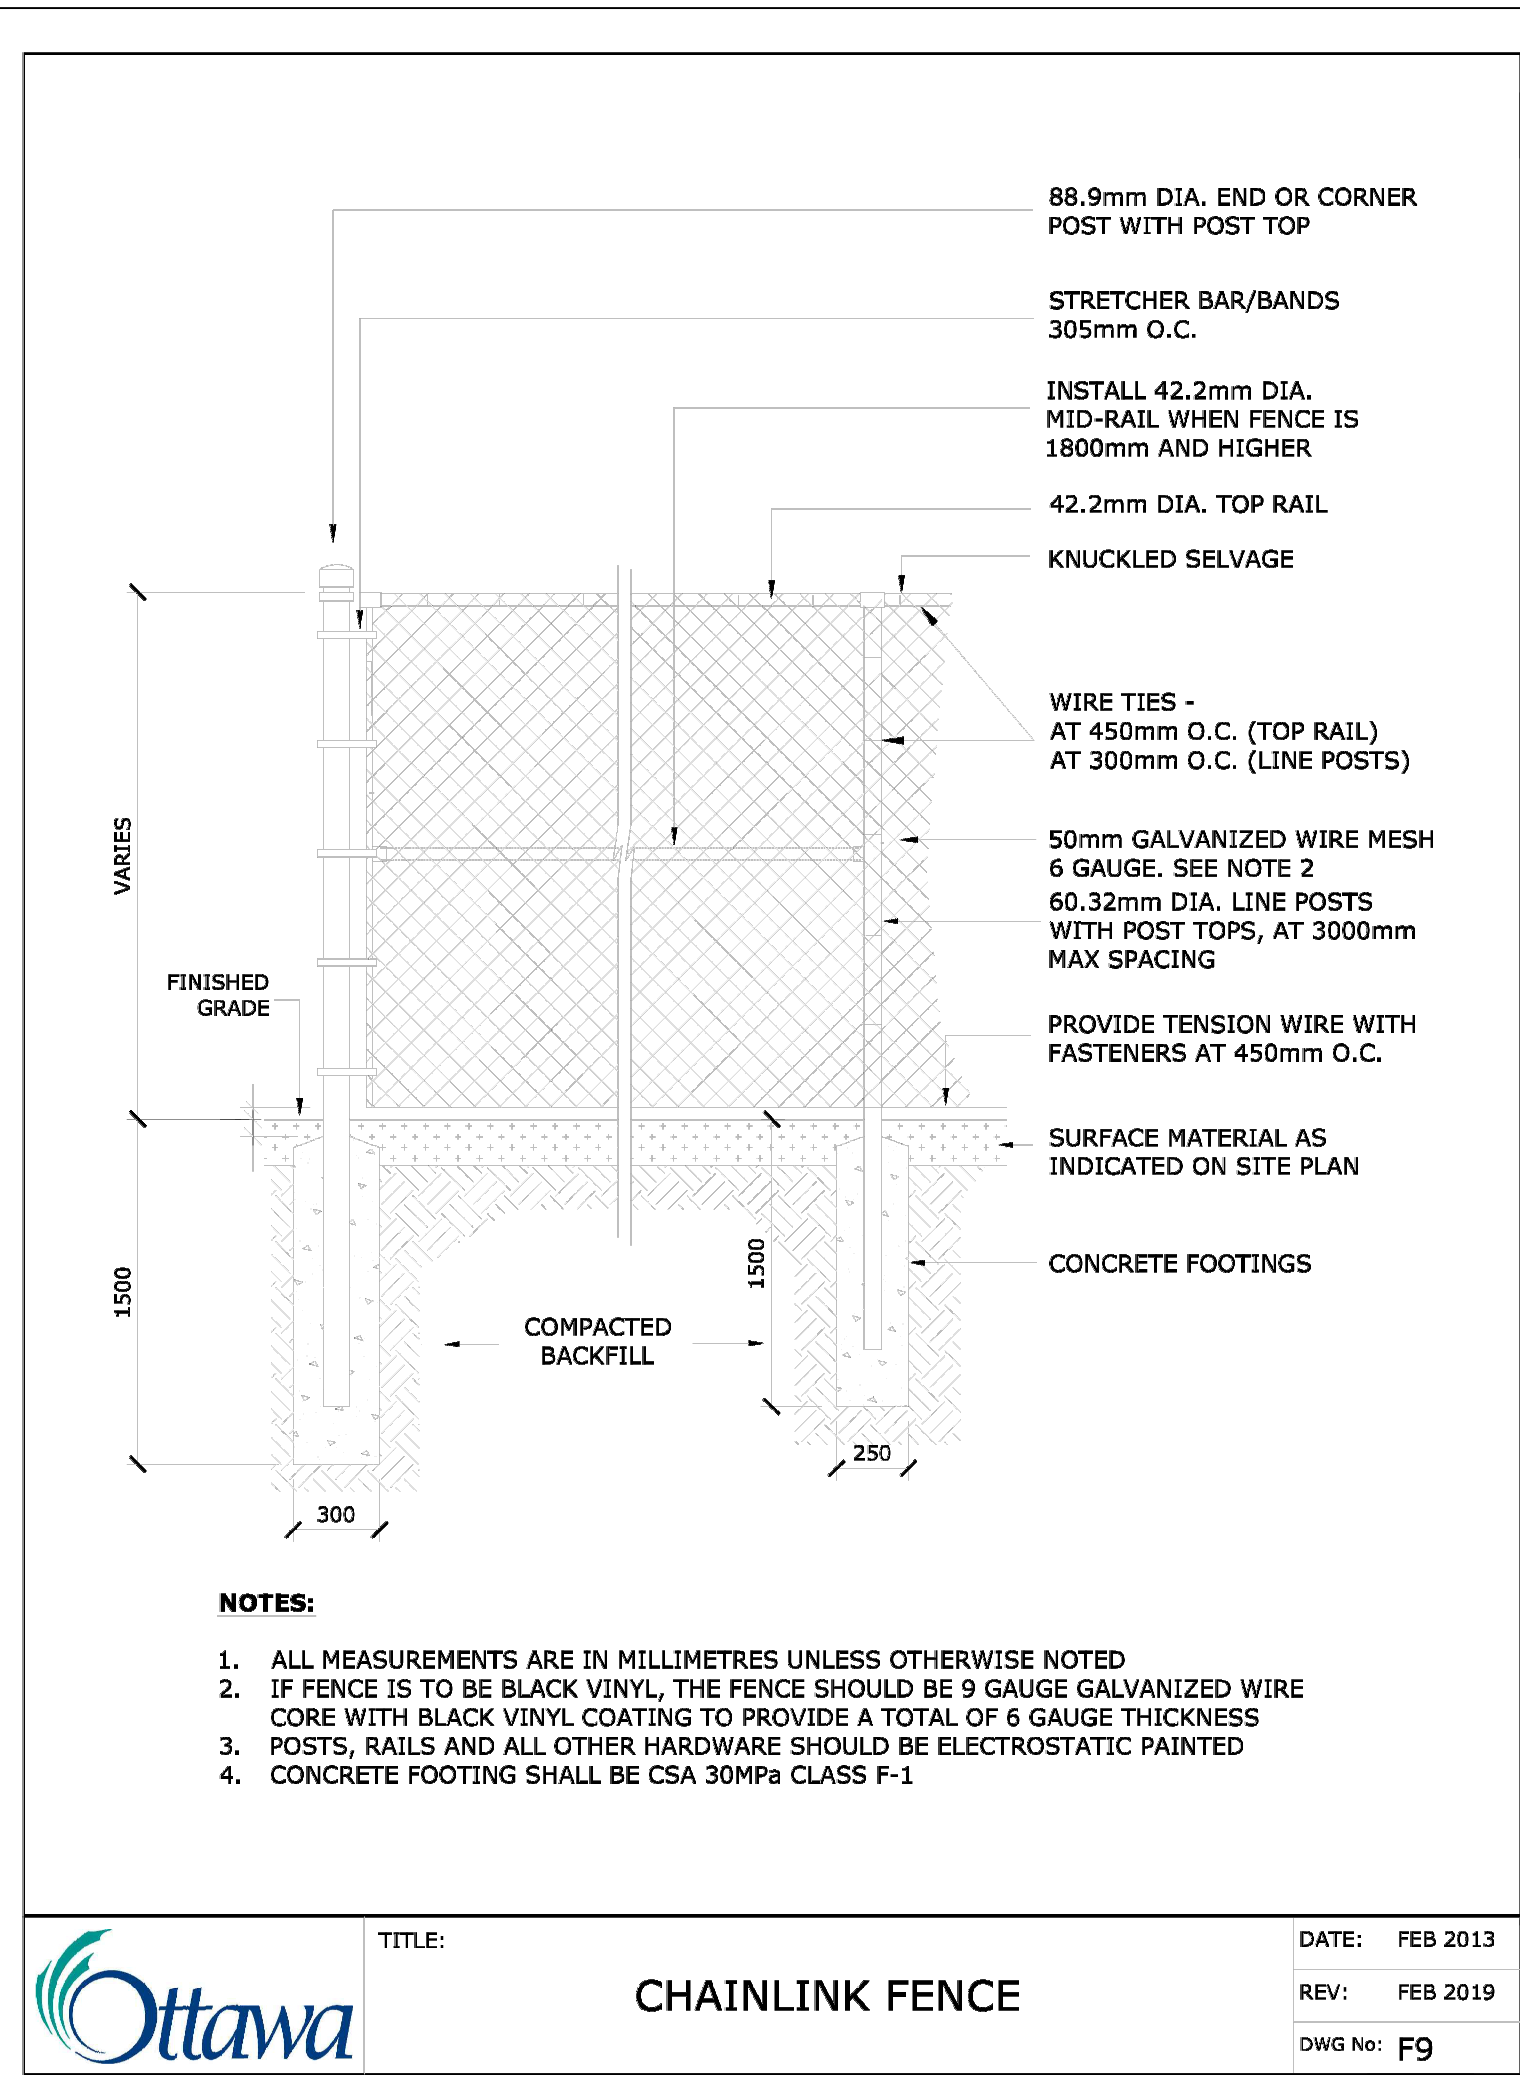 88.9mm DIA. END OR CORNER
POST WITH POST TOP
STRETCHER BAR/BANDS
305mm O.C.
INSTALL 42.2mm DIA.
MID-RAIL WHEN FENCE IS
1800mm AND HIGHER
42.2mm DIA. TOP RAIL
KNUCKLED SELVAGE
WIRE TIES -
AT 450mm O.C. (TOP RAIL)
AT 300mm O.C. (LINE POSTS)
VARIES
50mm GALVANIZED WIRE MESH
6 GAUGE. SEE NOTE 2
60.32mm DIA. LINE POSTS
WITH POST TOPS, AT 3000mm
MAX SPACING
FINISHED
GRADE
PROVIDE TENSION WIRE WITH
FASTENERS AT 450mm O.C.
SURFACE MATERIAL AS
INDICATED ON SITE PLAN
1500
1500
CONCRETE FOOTINGS
COMPACTED
BACKFILL
250
300
NOTES:
1. ALL MEASUREMENTS ARE IN MILLIMETRES UNLESS OTHERWISE NOTED
2. IF FENCE IS TO BE BLACK VINYL, THE FENCE SHOULD BE 9 GAUGE GALVANIZED WIRE
CORE WITH BLACK VINYL COATING TO PROVIDE A TOTAL OF 6 GAUGE THICKNESS
3. POSTS, RAILS AND ALL OTHER HARDWARE SHOULD BE ELECTROSTATIC PAINTED
4. CONCRETE FOOTING SHALL BE CSA 30MPa CLASS F-1
Ottawa
TITLE:
CHAINLINK FENCE
DATE: FEB 2013
REV: FEB 2019
DWG No: F9